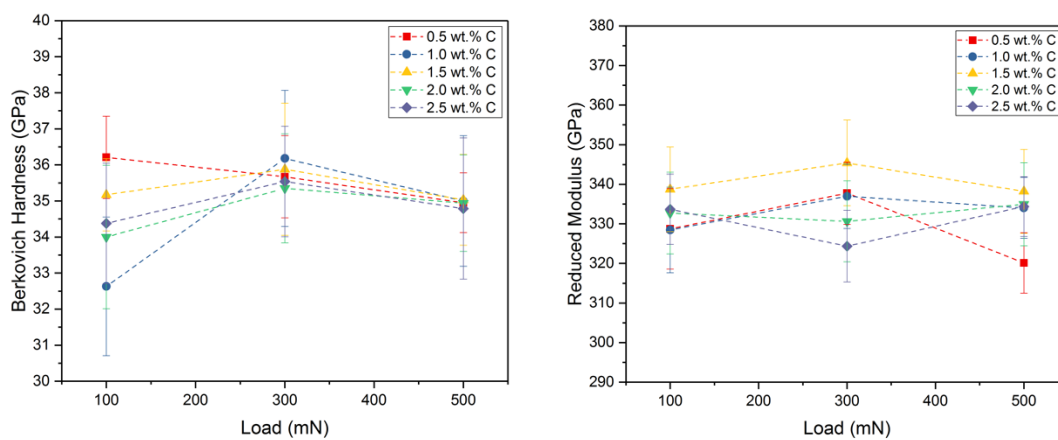 40
39
38
37
36
35
34
33
32
31
30
Berkovich Hardness (GPa)
100
200
300
400
500
Load (mN)
0.5 wt.% C
1.0 wt.% C
1.5 wt.% C
2.0 wt.% C
2.5 wt.% C
380
370
360
350
340
330
320
310
300
290
Reduced Modulus (GPa)
100
200
300
400
500
Load (mN)
0.5 wt.% C
1.0 wt.% C
1.5 wt.% C
2.0 wt.% C
2.5 wt.% C